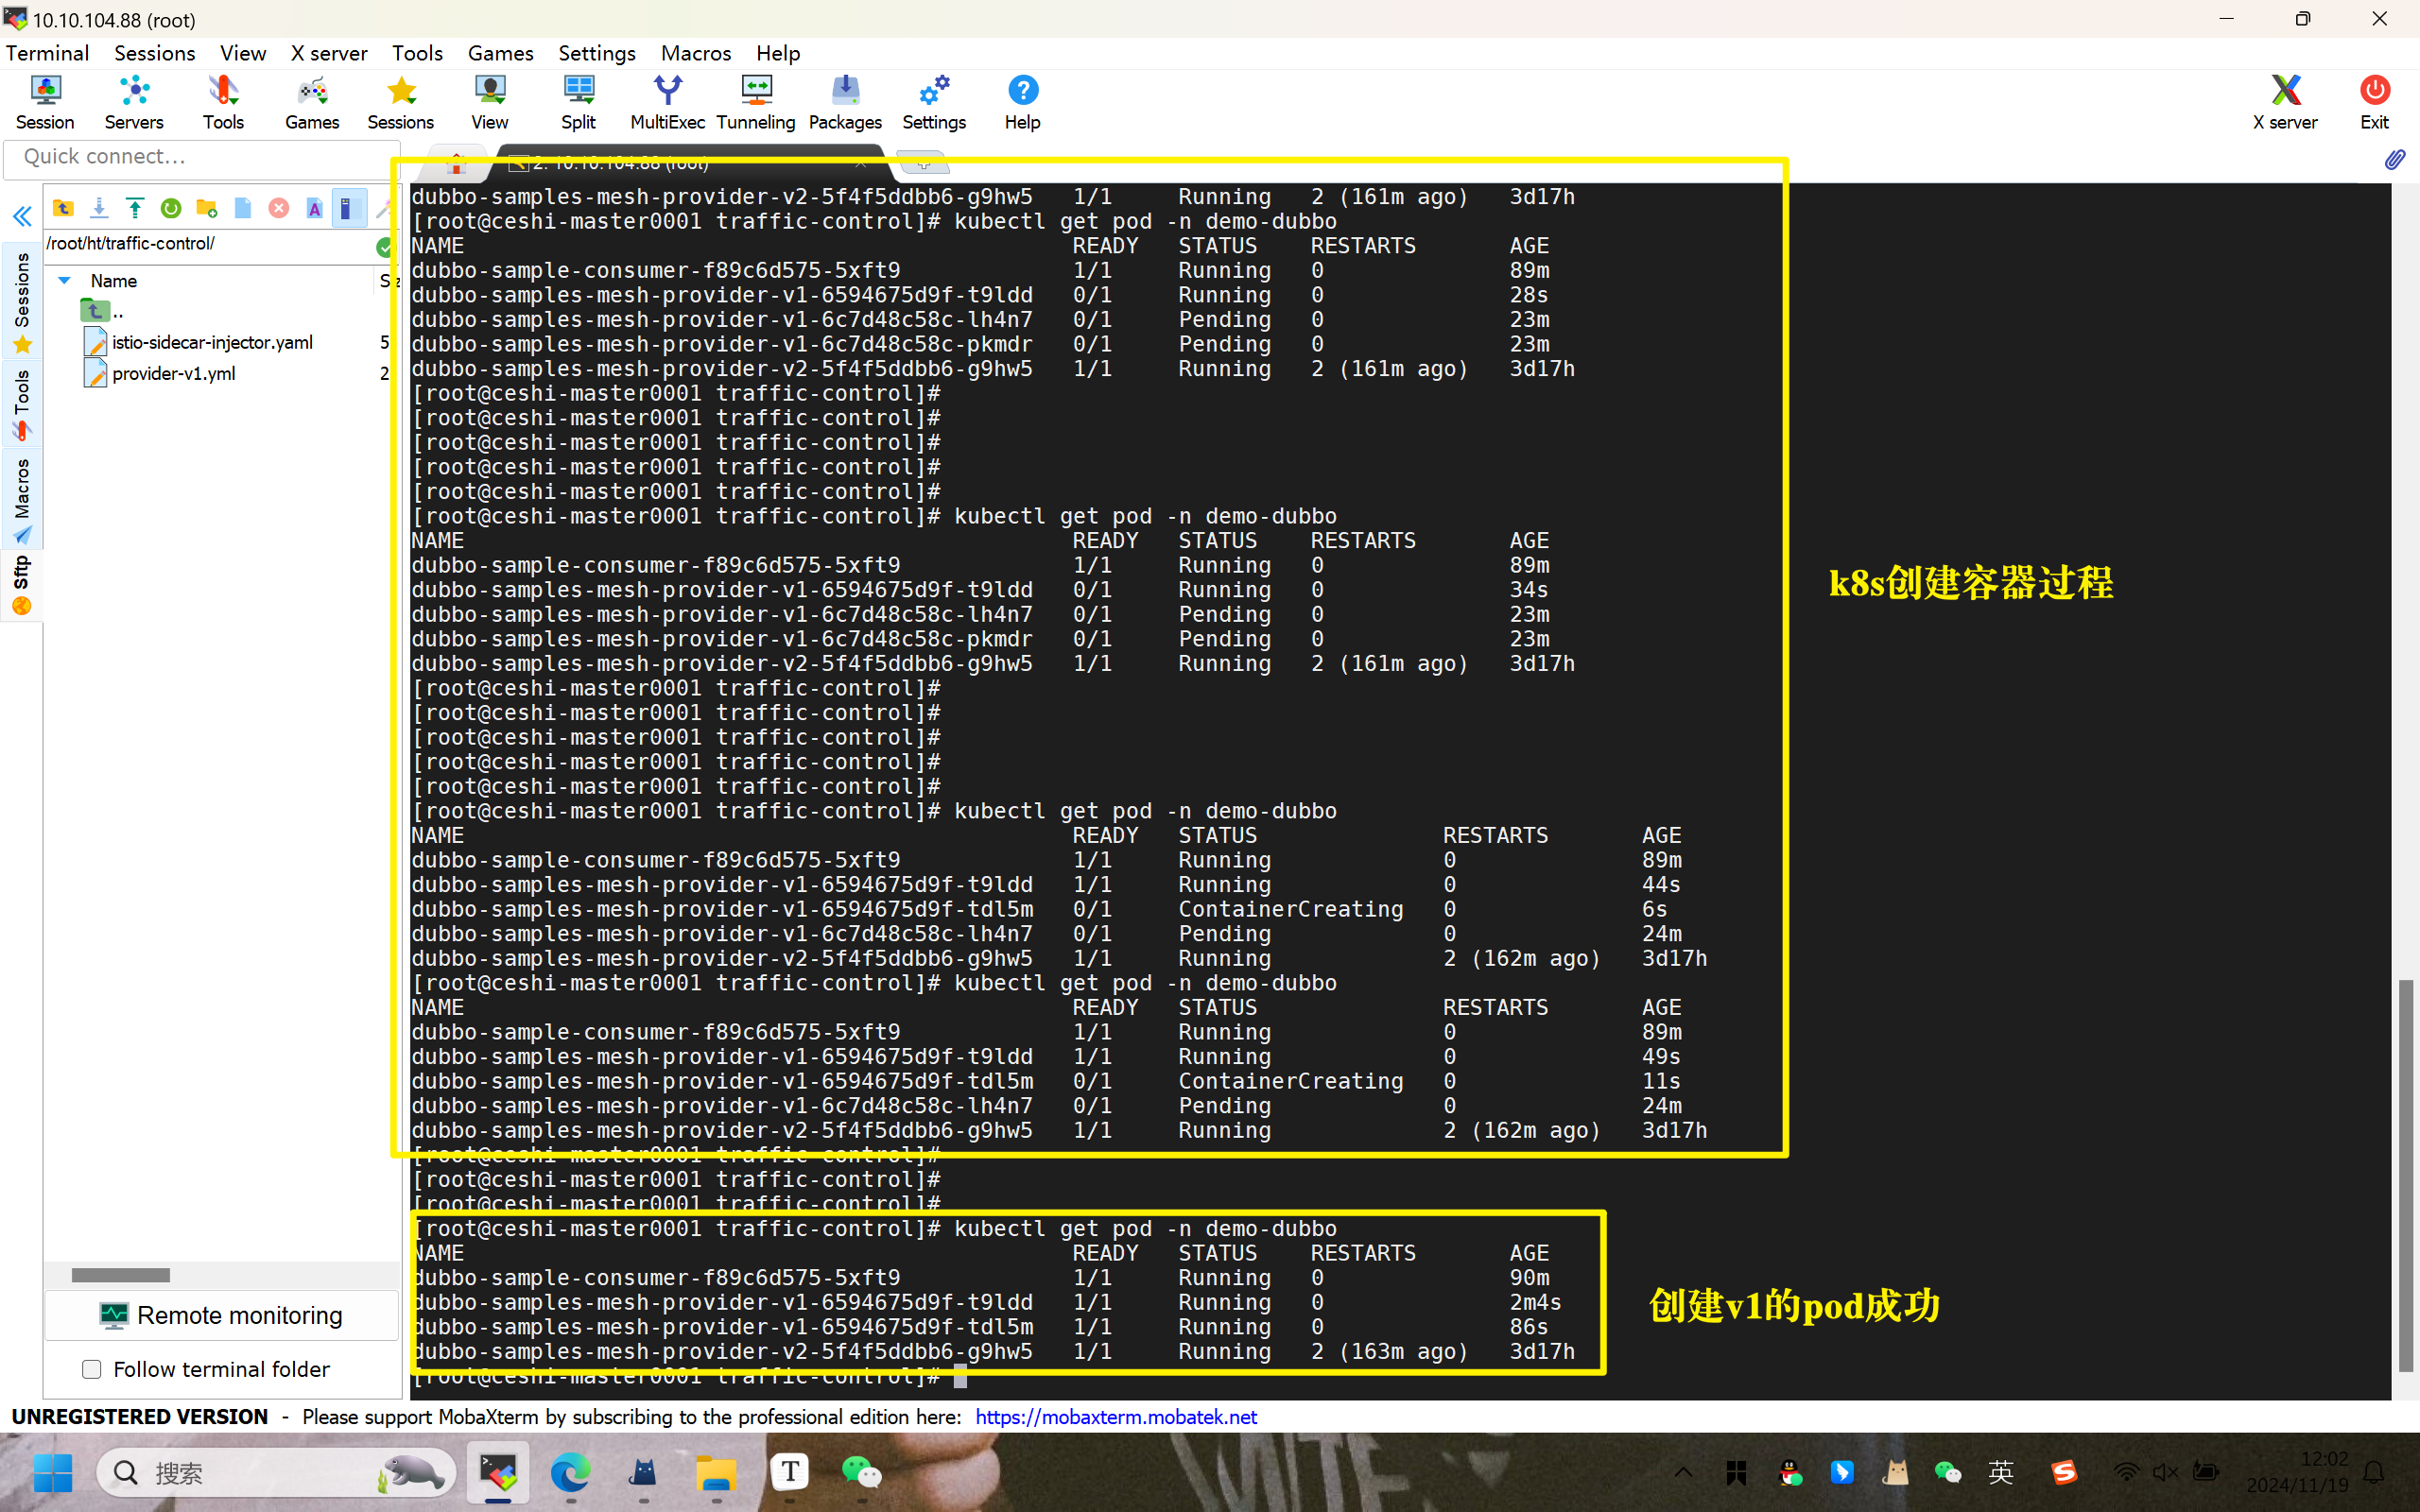 10.10.104.88 (root)
Terminal Sessions View X server Tools Games Settings Macros Help
Session Servers Tools Games Sessions View Split MultiExec Tunneling Packages Settings Help X server Exit
Quick connect...
2. 10.10.104.88 (root)
/root/ht/traffic-control/
Name
..
istio-sidecar-injector.yaml 5
provider-v1.yml 2
Sessions
Tools
Macros
Sftp
dubbo-samples-mesh-provider-v2-5f4f5ddbb6-g9hw5 1/1 Running 2 (161m ago) 3d17h
[root@ceshi-master0001 traffic-control]# kubectl get pod -n demo-dubbo
NAME READY STATUS RESTARTS AGE
dubbo-sample-consumer-f89c6d575-5xft9 1/1 Running 0 89m
dubbo-samples-mesh-provider-v1-6594675d9f-t9ldd 0/1 Running 0 28s
dubbo-samples-mesh-provider-v1-6c7d48c58c-lh4n7 0/1 Pending 0 23m
dubbo-samples-mesh-provider-v1-6c7d48c58c-pkmdr 0/1 Pending 0 23m
dubbo-samples-mesh-provider-v2-5f4f5ddbb6-g9hw5 1/1 Running 2 (161m ago) 3d17h
[root@ceshi-master0001 traffic-control]#
[root@ceshi-master0001 traffic-control]#
[root@ceshi-master0001 traffic-control]#
[root@ceshi-master0001 traffic-control]#
[root@ceshi-master0001 traffic-control]#
[root@ceshi-master0001 traffic-control]# kubectl get pod -n demo-dubbo
NAME READY STATUS RESTARTS AGE
dubbo-sample-consumer-f89c6d575-5xft9 1/1 Running 0 89m
dubbo-samples-mesh-provider-v1-6594675d9f-t9ldd 0/1 Running 0 34s
dubbo-samples-mesh-provider-v1-6c7d48c58c-lh4n7 0/1 Pending 0 23m
dubbo-samples-mesh-provider-v1-6c7d48c58c-pkmdr 0/1 Pending 0 23m
dubbo-samples-mesh-provider-v2-5f4f5ddbb6-g9hw5 1/1 Running 2 (161m ago) 3d17h
[root@ceshi-master0001 traffic-control]#
[root@ceshi-master0001 traffic-control]#
[root@ceshi-master0001 traffic-control]#
[root@ceshi-master0001 traffic-control]#
[root@ceshi-master0001 traffic-control]#
[root@ceshi-master0001 traffic-control]# kubectl get pod -n demo-dubbo
NAME READY STATUS RESTARTS AGE
dubbo-sample-consumer-f89c6d575-5xft9 1/1 Running 0 89m
dubbo-samples-mesh-provider-v1-6594675d9f-t9ldd 1/1 Running 0 44s
dubbo-samples-mesh-provider-v1-6594675d9f-tdl5m 0/1 ContainerCreating 0 6s
dubbo-samples-mesh-provider-v1-6c7d48c58c-lh4n7 0/1 Pending 0 24m
dubbo-samples-mesh-provider-v2-5f4f5ddbb6-g9hw5 1/1 Running 2 (162m ago) 3d17h
[root@ceshi-master0001 traffic-control]# kubectl get pod -n demo-dubbo
NAME READY STATUS RESTARTS AGE
dubbo-sample-consumer-f89c6d575-5xft9 1/1 Running 0 89m
dubbo-samples-mesh-provider-v1-6594675d9f-t9ldd 1/1 Running 0 49s
dubbo-samples-mesh-provider-v1-6594675d9f-tdl5m 0/1 ContainerCreating 0 11s
dubbo-samples-mesh-provider-v1-6c7d48c58c-lh4n7 0/1 Pending 0 24m
dubbo-samples-mesh-provider-v2-5f4f5ddbb6-g9hw5 1/1 Running 2 (162m ago) 3d17h
[root@ceshi-master0001 traffic-control]#
[root@ceshi-master0001 traffic-control]#
[root@ceshi-master0001 traffic-control]#
[root@ceshi-master0001 traffic-control]# kubectl get pod -n demo-dubbo
NAME READY STATUS RESTARTS AGE
dubbo-sample-consumer-f89c6d575-5xft9 1/1 Running 0 90m
dubbo-samples-mesh-provider-v1-6594675d9f-t9ldd 1/1 Running 0 2m4s
dubbo-samples-mesh-provider-v1-6594675d9f-tdl5m 1/1 Running 0 86s
dubbo-samples-mesh-provider-v2-5f4f5ddbb6-g9hw5 1/1 Running 2 (163m ago) 3d17h
[root@ceshi-master0001 traffic-control]#
k8s创建容器过程
创建v1的pod成功
Remote monitoring
Follow terminal folder
UNREGISTERED VERSION - Please support MobaXterm by subscribing to the professional edition here: https://mobaxterm.mobatek.net
搜索
英
12:02
2024/11/19